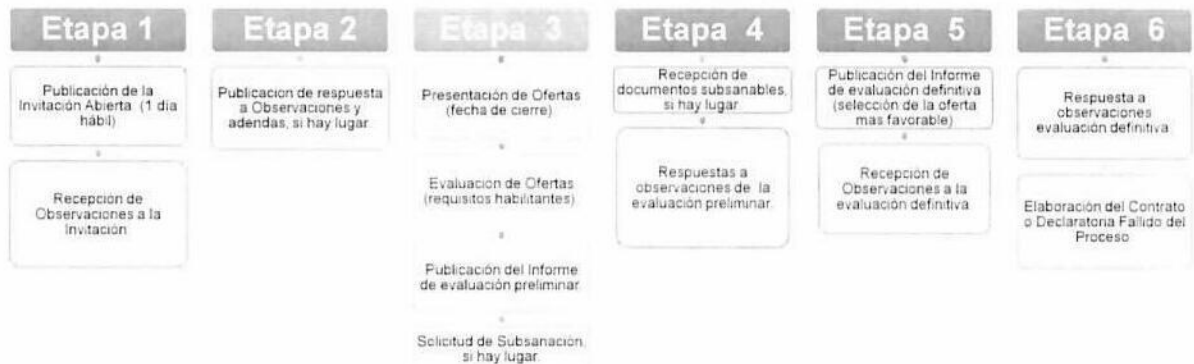 Etapa 1
Publicación de la
Invitación Abierta (1 día
hábil)
Recepción de
Observaciones a la
Invitación
Etapa 2
Publicacion de respuesta
a Observaciones y
adendas, si hay lugar.
Etapa 3
Presentación de Ofertas
(fecha de cierre)
Evaluacion de Ofertas
(requisitos habilitantes)
Publicación del Informe
de evaluación preliminar.
Solicitud de Subsanación,
si hay lugar.
Etapa 4
Recepción de
documentos subsanables,
si hay lugar
Respuestas a
observaciones de la
evaluación preliminar.
Etapa 5
Publicación del Informe
de evaluación definitiva
(selección de la oferta
mas favorable)
Recepción de
Observaciones a la
evaluación definitiva
Etapa 6
Respuesta a
observaciones
evaluación definitiva
Elaboración del Contrato
o Declaratoria Fallido del
Proceso